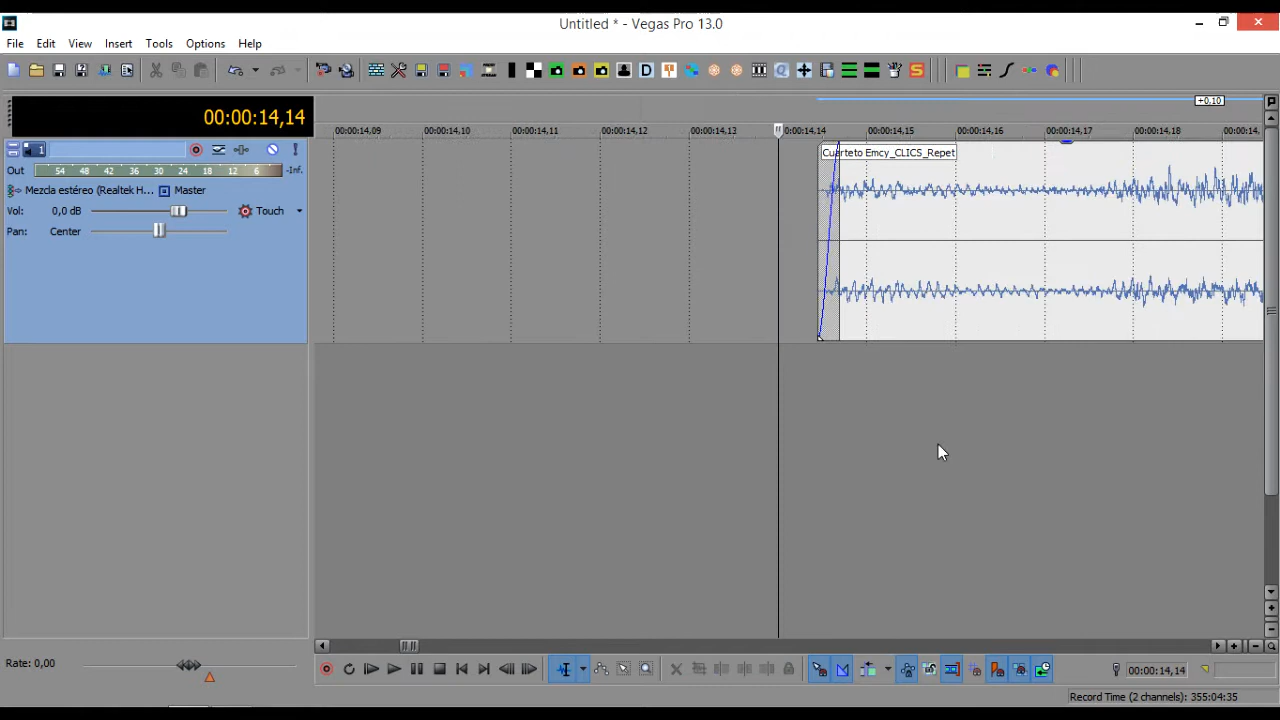 Untitled * - Vegas Pro 13.0
File Edit View Insert Tools Options Help
00:00:14,14
+0.10
00:00:14,09 00:00:14,10 00:00:14,11 00:00:14,12 00:00:14,13 00:00:14,14 00:00:14,15 00:00:14,16 00:00:14,17 00:00:14,18 00:00:14,
1
Cuarteto Emcy_CLICS_Repet
Out 54 48 42 36 30 24 18 12 6 -Inf.
Mezcla estéreo (Realtek H... Master
Vol: 0,0 dB Touch
Pan: Center
Rate: 0,00
00:00:14,14
Record Time (2 channels): 355:04:35